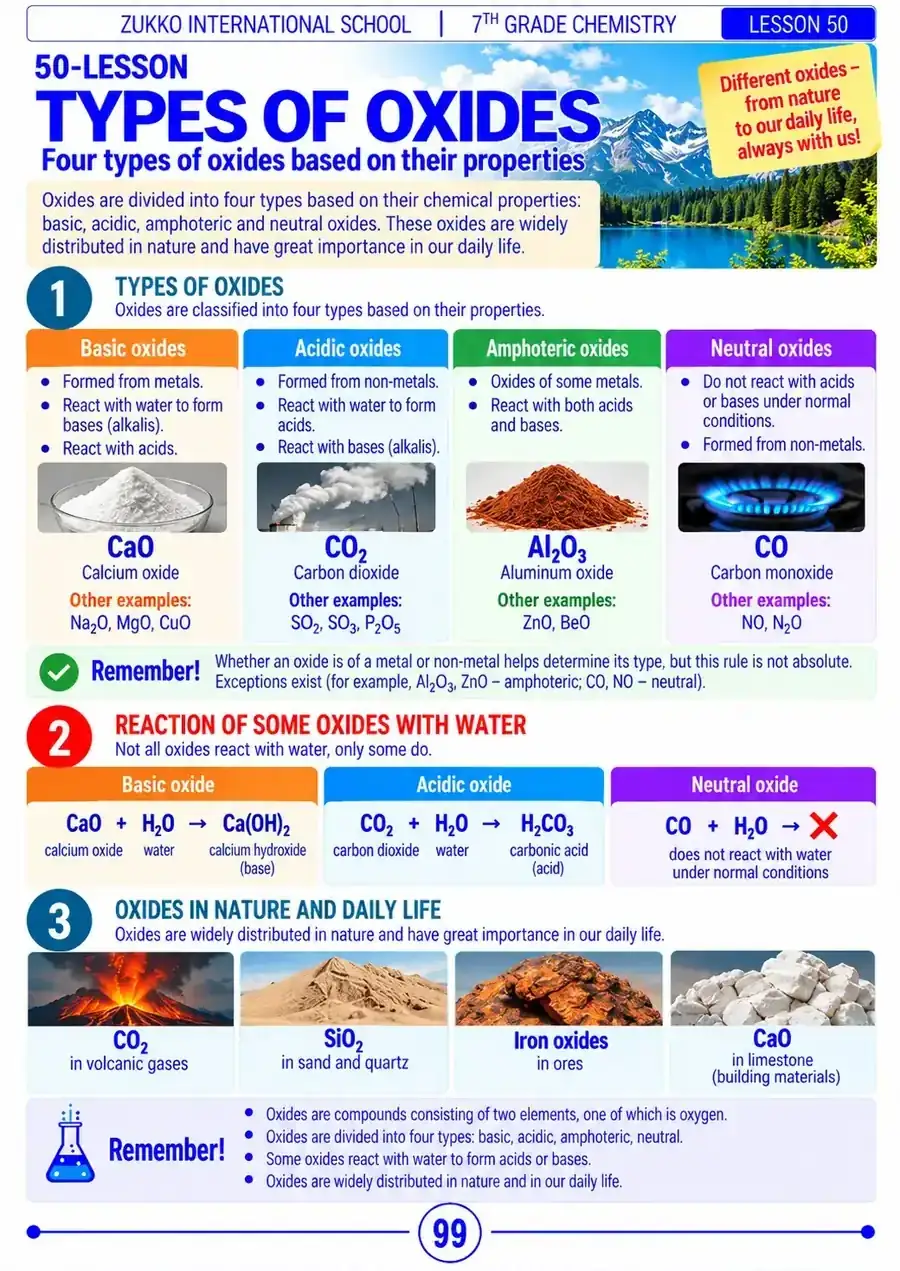 ZUKKO INTERNATIONAL SCHOOL | 7TH GRADE CHEMISTRY LESSON 50
50-LESSON
TYPES OF OXIDES
Four types of oxides based on their properties
Different oxides –
from nature
to our daily life,
always with us!
Oxides are divided into four types based on their chemical properties:
basic, acidic, amphoteric and neutral oxides. These oxides are widely
distributed in nature and have great importance in our daily life.
1
TYPES OF OXIDES
Oxides are classified into four types based on their properties.
Basic oxides
• Formed from metals.
• React with water to form
bases (alkalis).
• React with acids.
CaO
Calcium oxide
Other examples:
Na₂O, MgO, CuO
Acidic oxides
• Formed from non-metals.
• React with water to form
acids.
• React with bases (alkalis).
CO₂
Carbon dioxide
Other examples:
SO₂, SO₃, P₂O₅
Amphoteric oxides
• Oxides of some metals.
• React with both acids
and bases.
Al₂O₃
Aluminum oxide
Other examples:
ZnO, BeO
Neutral oxides
• Do not react with acids
or bases under normal
conditions.
• Formed from non-metals.
CO
Carbon monoxide
Other examples:
NO, N₂O
Remember!
Whether an oxide is of a metal or non-metal helps determine its type, but this rule is not absolute.
Exceptions exist (for example, Al₂O₃, ZnO – amphoteric; CO, NO – neutral).
2
REACTION OF SOME OXIDES WITH WATER
Not all oxides react with water, only some do.
Basic oxide
CaO + H₂O → Ca(OH)₂
calcium oxide water calcium hydroxide
(base)
Acidic oxide
CO₂ + H₂O → H₂CO₃
carbon dioxide water carbonic acid
(acid)
Neutral oxide
CO + H₂O → ❌
does not react with water
under normal conditions
3
OXIDES IN NATURE AND DAILY LIFE
Oxides are widely distributed in nature and have great importance in our daily life.
CO₂
in volcanic gases
SiO₂
in sand and quartz
Iron oxides
in ores
CaO
in limestone
(building materials)
Remember!
• Oxides are compounds consisting of two elements, one of which is oxygen.
• Oxides are divided into four types: basic, acidic, amphoteric, neutral.
• Some oxides react with water to form acids or bases.
• Oxides are widely distributed in nature and in our daily life.
99